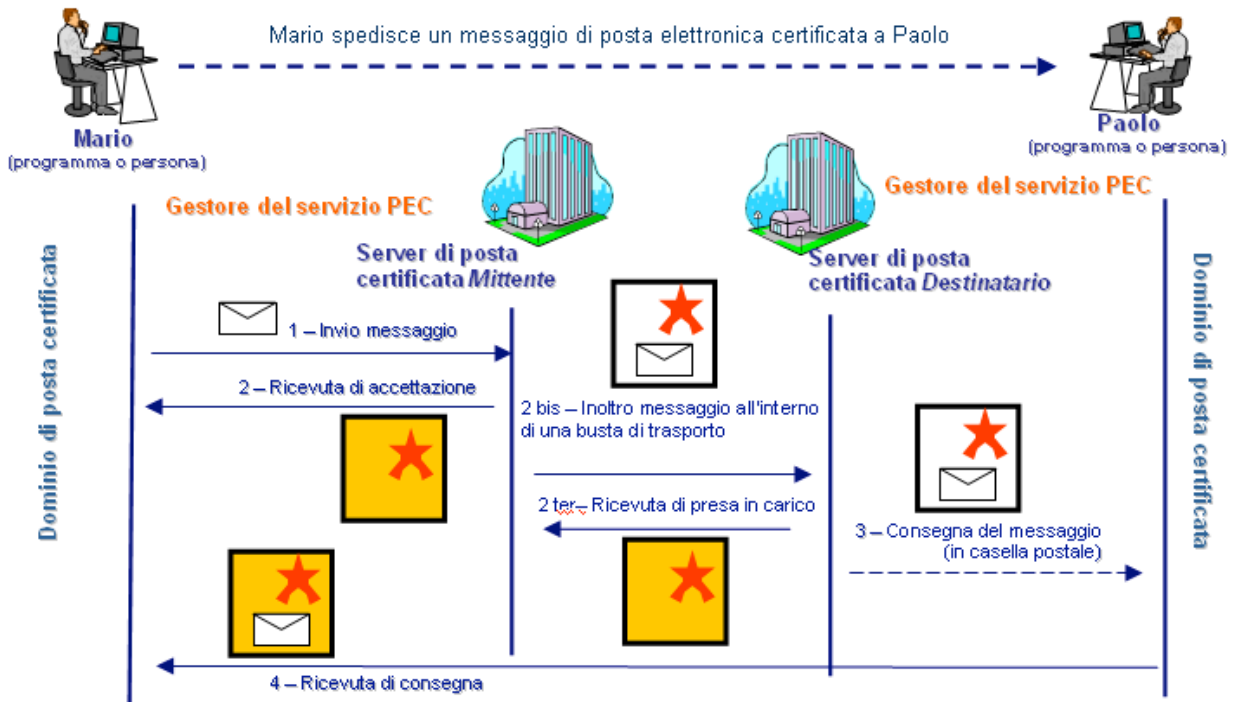 Mario spedisce un messaggio di posta elettronica certificata a Paolo
Mario
(programma o persona)
Paolo
(programma o persona)
Gestore del servizio PEC
Gestore del servizio PEC
Server di posta
certificata Mittente
Server di posta
certificata Destinatario
Dominio di posta certificata
Dominio di posta certificata
1 – Invio messaggio
2 – Ricevuta di accettazione
2 bis – Inoltro messaggio all'interno
di una busta di trasporto
2 ter– Ricevuta di presa in carico
3 – Consegna del messaggio
(in casella postale)
4 – Ricevuta di consegna